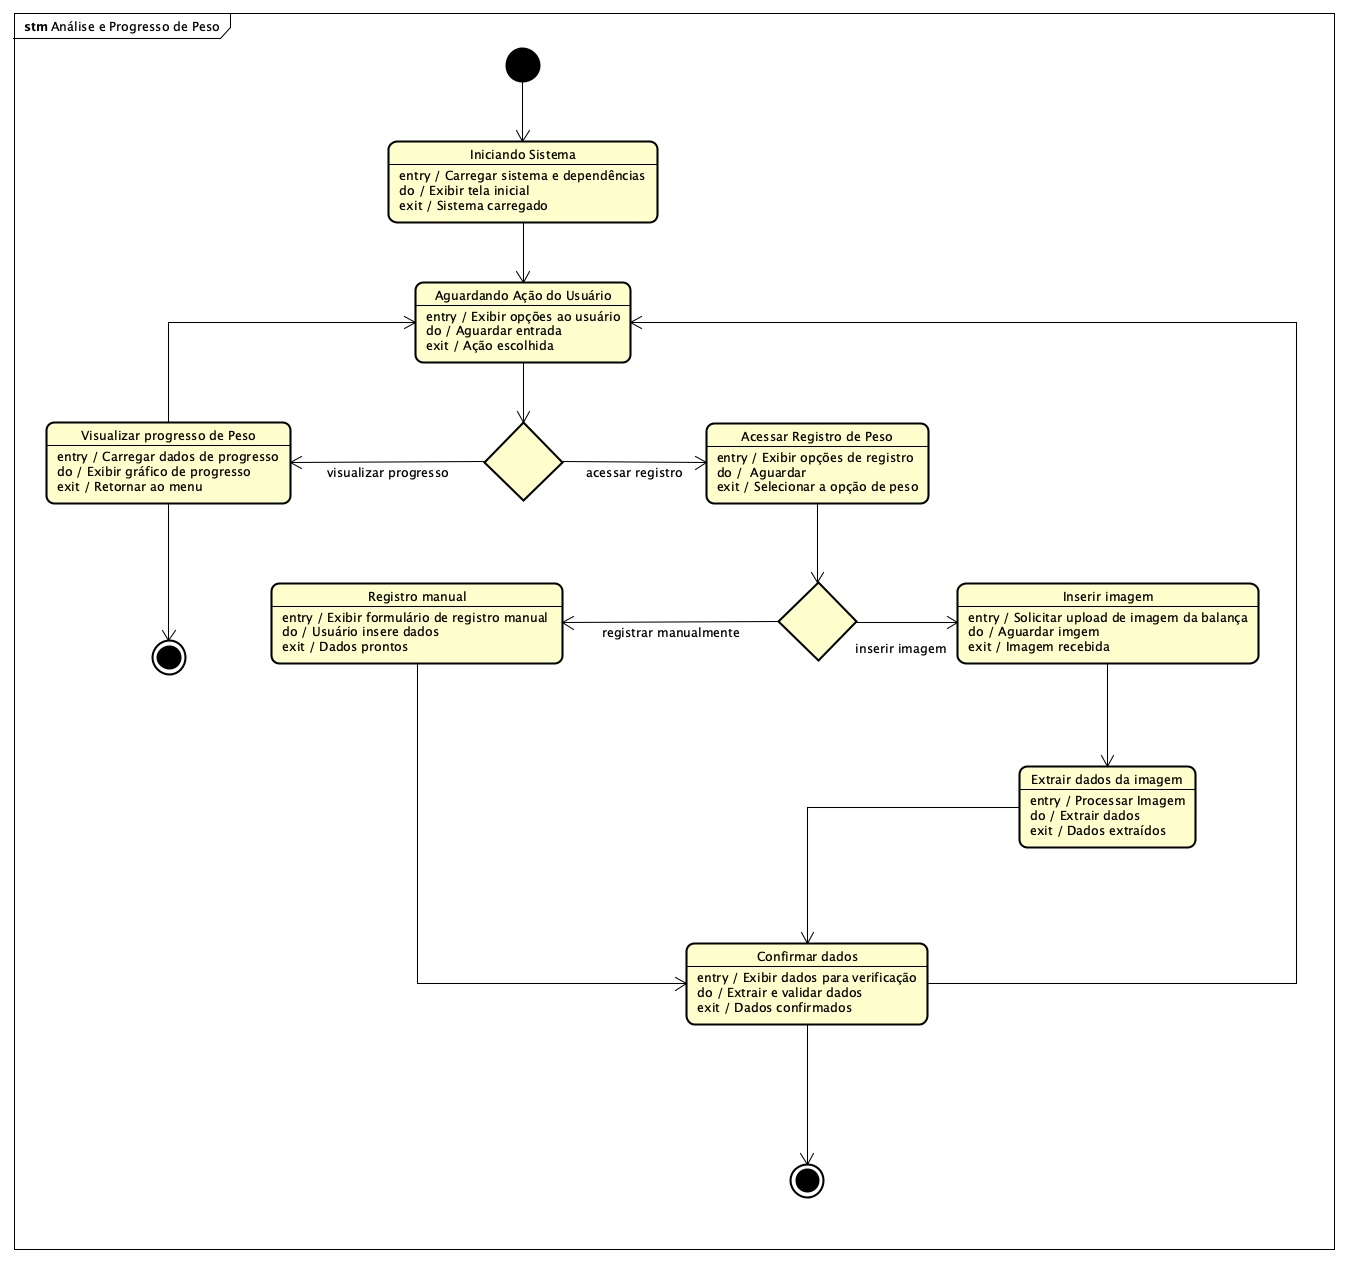 stm Análise e Progresso de Peso
Iniciando Sistema
entry / Carregar sistema e dependências
do / Exibir tela inicial
exit / Sistema carregado
Aguardando Ação do Usuário
entry / Exibir opções ao usuário
do / Aguardar entrada
exit / Ação escolhida
Visualizar progresso de Peso
entry / Carregar dados de progresso
do / Exibir gráfico de progresso
exit / Retornar ao menu
visualizar progresso
acessar registro
Acessar Registro de Peso
entry / Exibir opções de registro
do / Aguardar
exit / Selecionar a opção de peso
Registro manual
entry / Exibir formulário de registro manual
do / Usuário insere dados
exit / Dados prontos
registrar manualmente
inserir imagem
Inserir imagem
entry / Solicitar upload de imagem da balança
do / Aguardar imgem
exit / Imagem recebida
Extrair dados da imagem
entry / Processar Imagem
do / Extrair dados
exit / Dados extraídos
Confirmar dados
entry / Exibir dados para verificação
do / Extrair e validar dados
exit / Dados confirmados